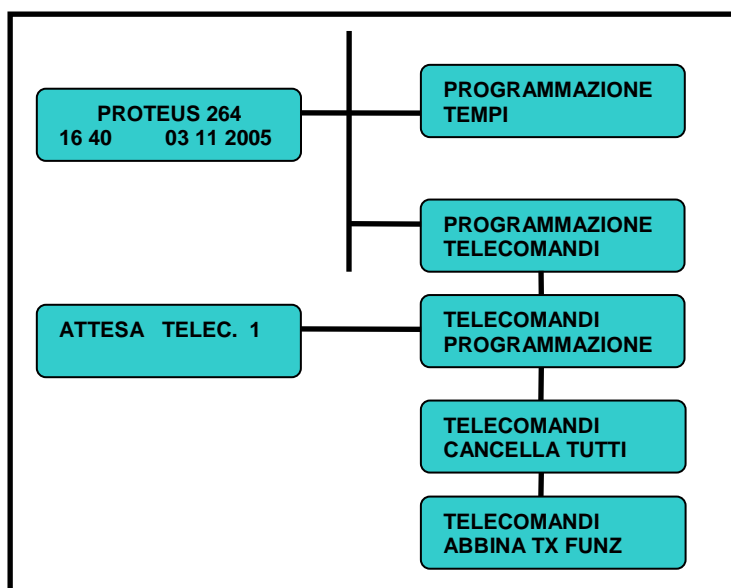 PROTEUS 264
16 40 03 11 2005
PROGRAMMAZIONE
TEMPI
PROGRAMMAZIONE
TELECOMANDI
ATTESA TELEC. 1
TELECOMANDI
PROGRAMMAZIONE
TELECOMANDI
CANCELLA TUTTI
TELECOMANDI
ABBINA TX FUNZ